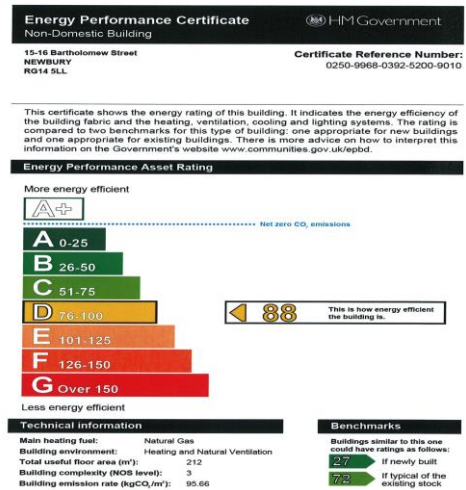 Energy Performance Certificate
Non-Domestic Building
HM Government
15-16 Bartholomew Street
NEWBURY
RG14 5LL
Certificate Reference Number:
0250-9968-0392-5200-9010
This certificate shows the energy rating of this building. It indicates the energy efficiency of
the building fabric and the heating, ventilation, cooling and lighting systems. The rating is
compared to two benchmarks for this type of building: one appropriate for new buildings
and one appropriate for existing buildings. There is more advice on how to interpret this
information on the Government's website www.communities.gov.uk/epbd.
Energy Performance Asset Rating
More energy efficient
A+
Net zero CO₂ emissions
A 0-25
B 26-50
C 51-75
D 76-100
88
This is how energy efficient
the building is.
E 101-125
F 126-150
G Over 150
Less energy efficient
Technical information
Main heating fuel: Natural Gas
Building environment: Heating and Natural Ventilation
Total useful floor area (m²): 212
Building complexity (NOS level): 3
Building emission rate (kgCO₂/m²): 95.66
Benchmarks
Buildings similar to this one
could have ratings as follows:
27 If newly built
72 If typical of the
existing stock